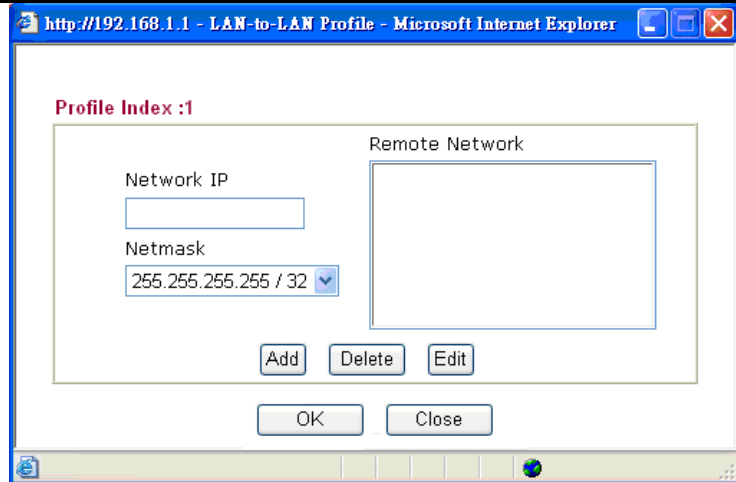 http://192.168.1.1 - LAN-to-LAN Profile - Microsoft Internet Explorer
Profile Index :1
Remote Network
Network IP
Netmask
255.255.255.255 / 32
Add Delete Edit
OK Close